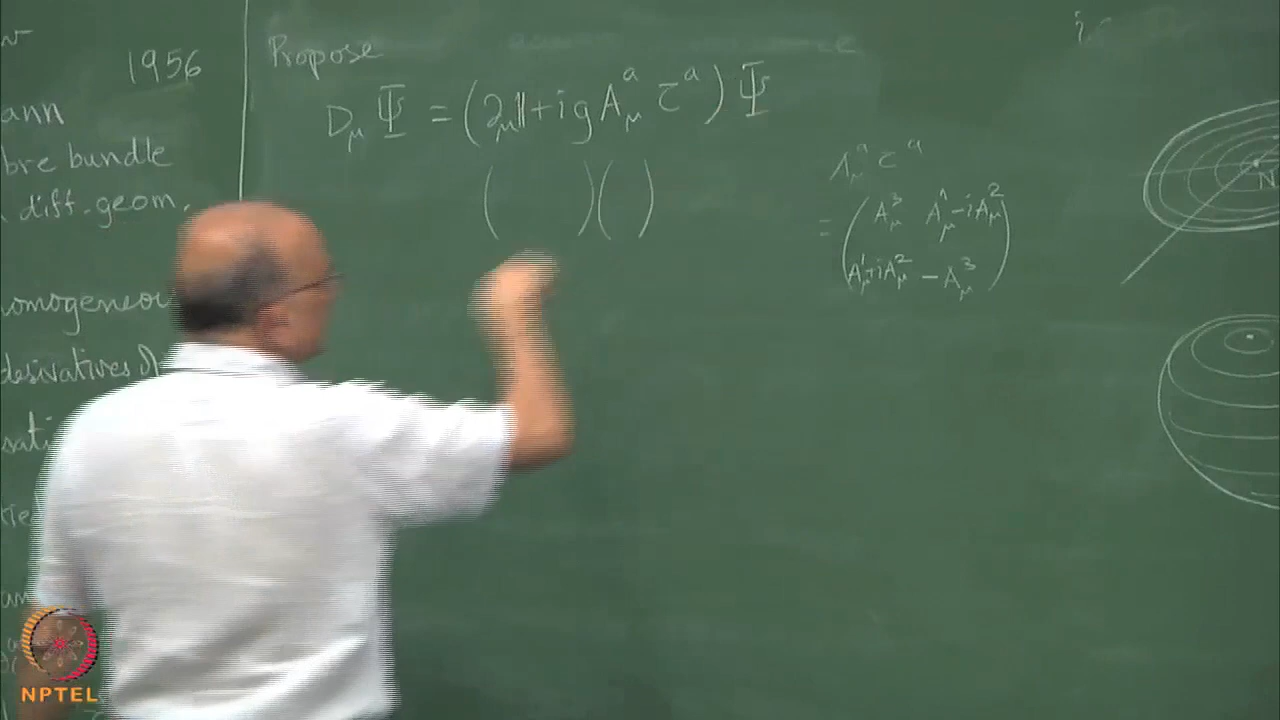 1956
ann
bre bundle
diff. geom.
omogeneou
derivatives
Propose
D_μ Ψ = (∂_μ 𝟙 + i g A_μ^a τ^a) Ψ
( )( )
A_μ^a τ^a
= ( A_μ^3 A_μ^1 - i A_μ^2
A_μ^1 + i A_μ^2 - A_μ^3 )
N
NPTEL